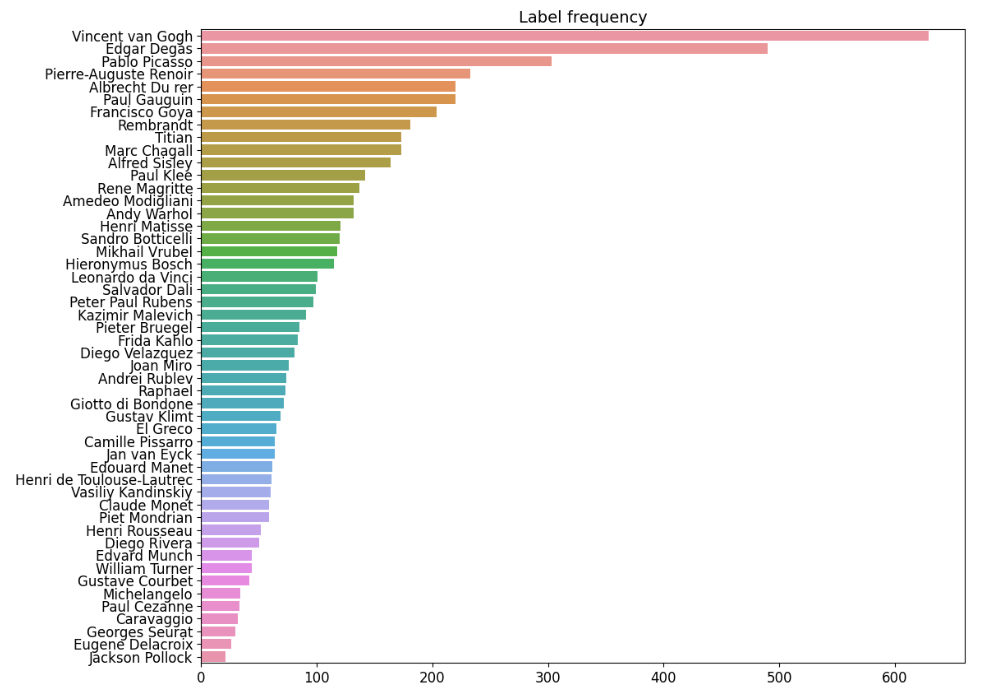 Label frequency
Vincent van Gogh
Edgar Degas
Pablo Picasso
Pierre-Auguste Renoir
Albrecht Du rer
Paul Gauguin
Francisco Goya
Rembrandt
Titian
Marc Chagall
Alfred Sisley
Paul Klee
Rene Magritte
Amedeo Modigliani
Andy Warhol
Henri Matisse
Sandro Botticelli
Mikhail Vrubel
Hieronymus Bosch
Leonardo da Vinci
Salvador Dali
Peter Paul Rubens
Kazimir Malevich
Pieter Bruegel
Frida Kahlo
Diego Velazquez
Joan Miro
Andrei Rublev
Raphael
Giotto di Bondone
Gustav Klimt
El Greco
Camille Pissarro
Jan van Eyck
Edouard Manet
Henri de Toulouse-Lautrec
Vasiliy Kandinskiy
Claude Monet
Piet Mondrian
Henri Rousseau
Diego Rivera
Edvard Munch
William Turner
Gustave Courbet
Michelangelo
Paul Cezanne
Caravaggio
Georges Seurat
Eugene Delacroix
Jackson Pollock
0 100 200 300 400 500 600